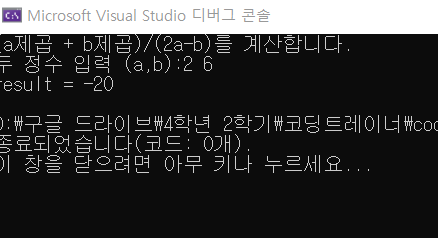 Microsoft Visual Studio 디버그 콘솔
(a제곱 + b제곱)/(2a-b)를 계산합니다.
두 정수 입력 (a,b):2 6
result = -20
D:₩구글 드라이브₩4학년 2학기₩코딩트레이너₩cod
종료되었습니다(코드: 0개).
이 창을 닫으려면 아무 키나 누르세요...